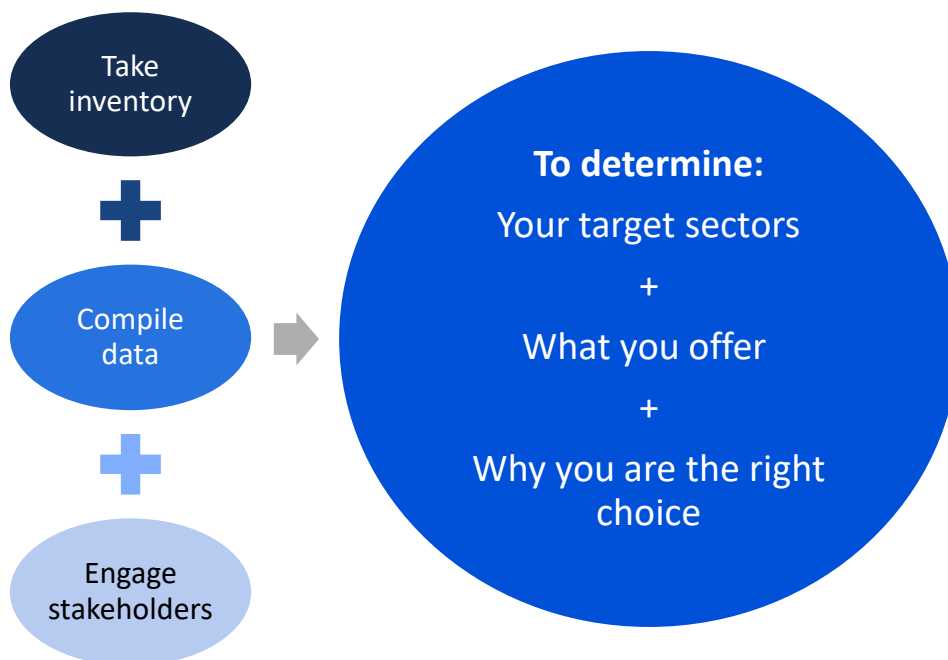 Take
inventory
Compile
data
Engage
stakeholders
To determine:
Your target sectors
+
What you offer
+
Why you are the right
choice